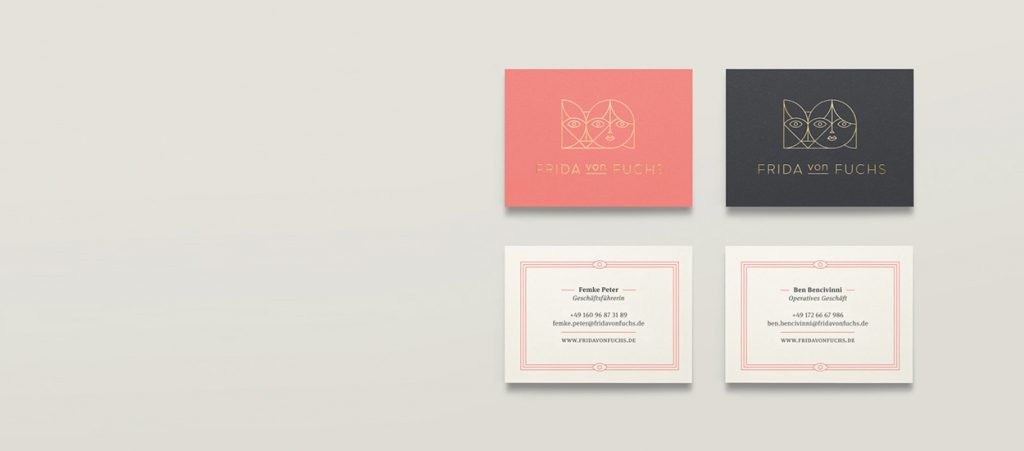 FRIDA von FUCHS
FRIDA von FUCHS
Femke Peter
Geschäftsführerin
+49 160 96 87 31 89
femke.peter@fridavonfuchs.de
WWW.FRIDAVONFUCHS.DE
Ben Bencivinni
Operatives Geschäft
+49 172 66 67 986
ben.bencivinni@fridavonfuchs.de
WWW.FRIDAVONFUCHS.DE